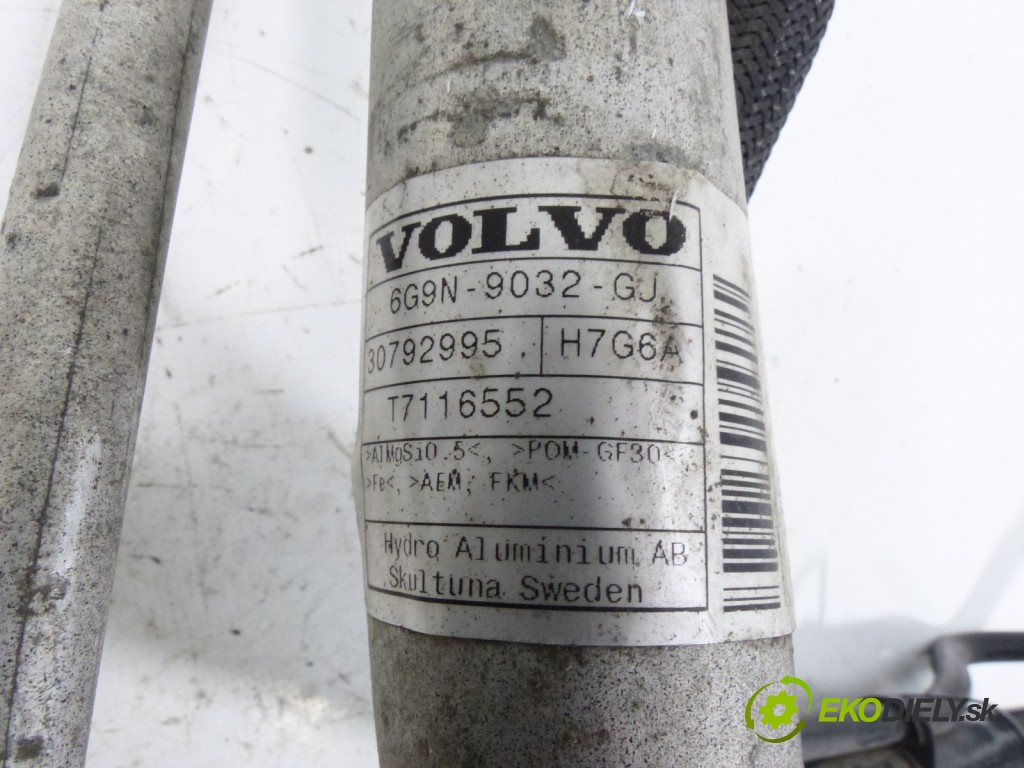 VOLVO
6G9N-9032-GJ
30792995 H7G6A
T7116552
>AlMgSi0.5<, >POM-GF30<
>Fe<, >AEM, FKM<
Hydro Aluminium AB
Skultuna Sweden
EKODIELY.sk